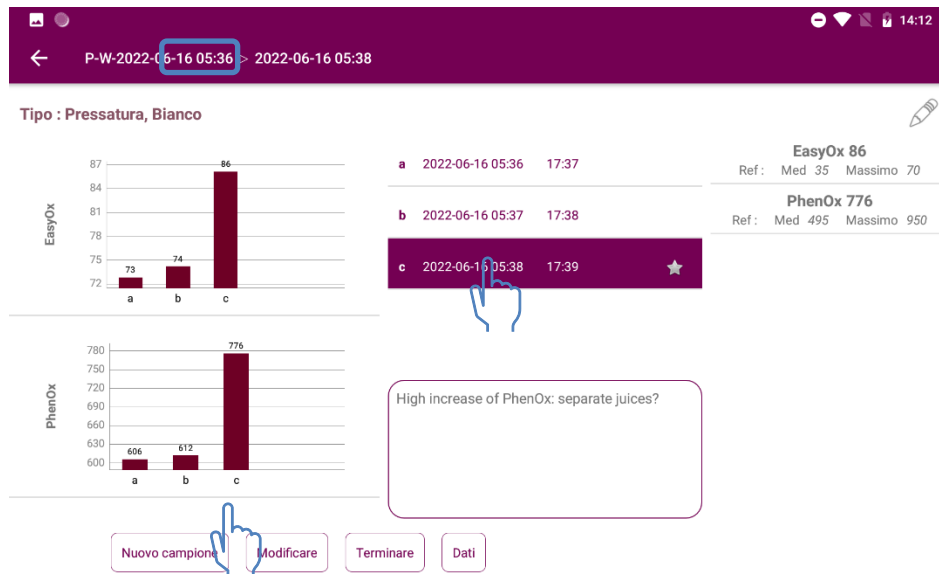 14:12
P-W-2022-06-16 05:36 > 2022-06-16 05:38
Tipo : Pressatura, Bianco
EasyOx
87
84
81
78
75
72
73
74
86
a b c
PhenOx
780
750
720
690
660
630
600
606
612
776
a b c
a 2022-06-16 05:36 17:37
b 2022-06-16 05:37 17:38
c 2022-06-16 05:38 17:39
High increase of PhenOx: separate juices?
EasyOx 86
Ref : Med 35 Massimo 70
PhenOx 776
Ref : Med 495 Massimo 950
Nuovo campione Modificare Terminare Dati